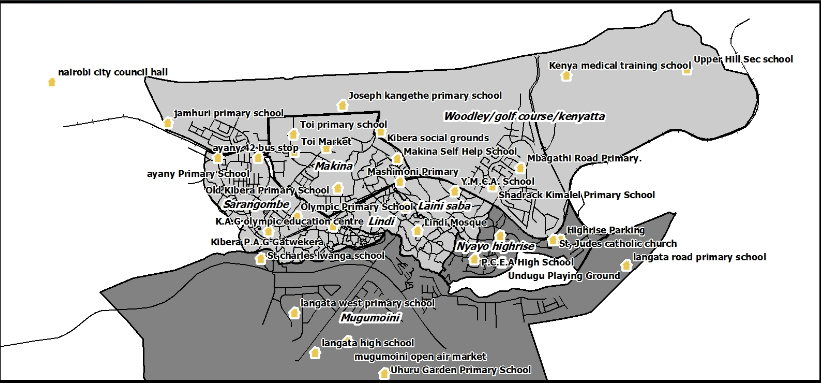 Upper Hill Sec school
Kenya medical training school
nairobi city council hall
Joseph kangethe primary school
jamhuri primary school
Woodley/golf course/kenyatta
Toi primary school
Kibera social grounds
ayany 42 bus stop
Toi Market
Makina Self Help School
Mbagathi Road Primary.
Makina
Mashimoni Primary
ayany Primary School
Y.M.C.A. School
Old Kibera Primary School
Shadrack Kimalel Primary School
Sarangombe
Olympic Primary School
Laini saba
K.A.G olympic education centre
Lindi
Lindi Mosque
Highrise Parking
Kibera P.A.G Gatwekera
Nyayo highrise
St. Judes catholic church
St charles lwanga school
P.C.E.A High School
langata road primary school
Undugu Playing Ground
langata west primary school
Mugumoini
langata high school
mugumoini open air market
Uhuru Garden Primary School